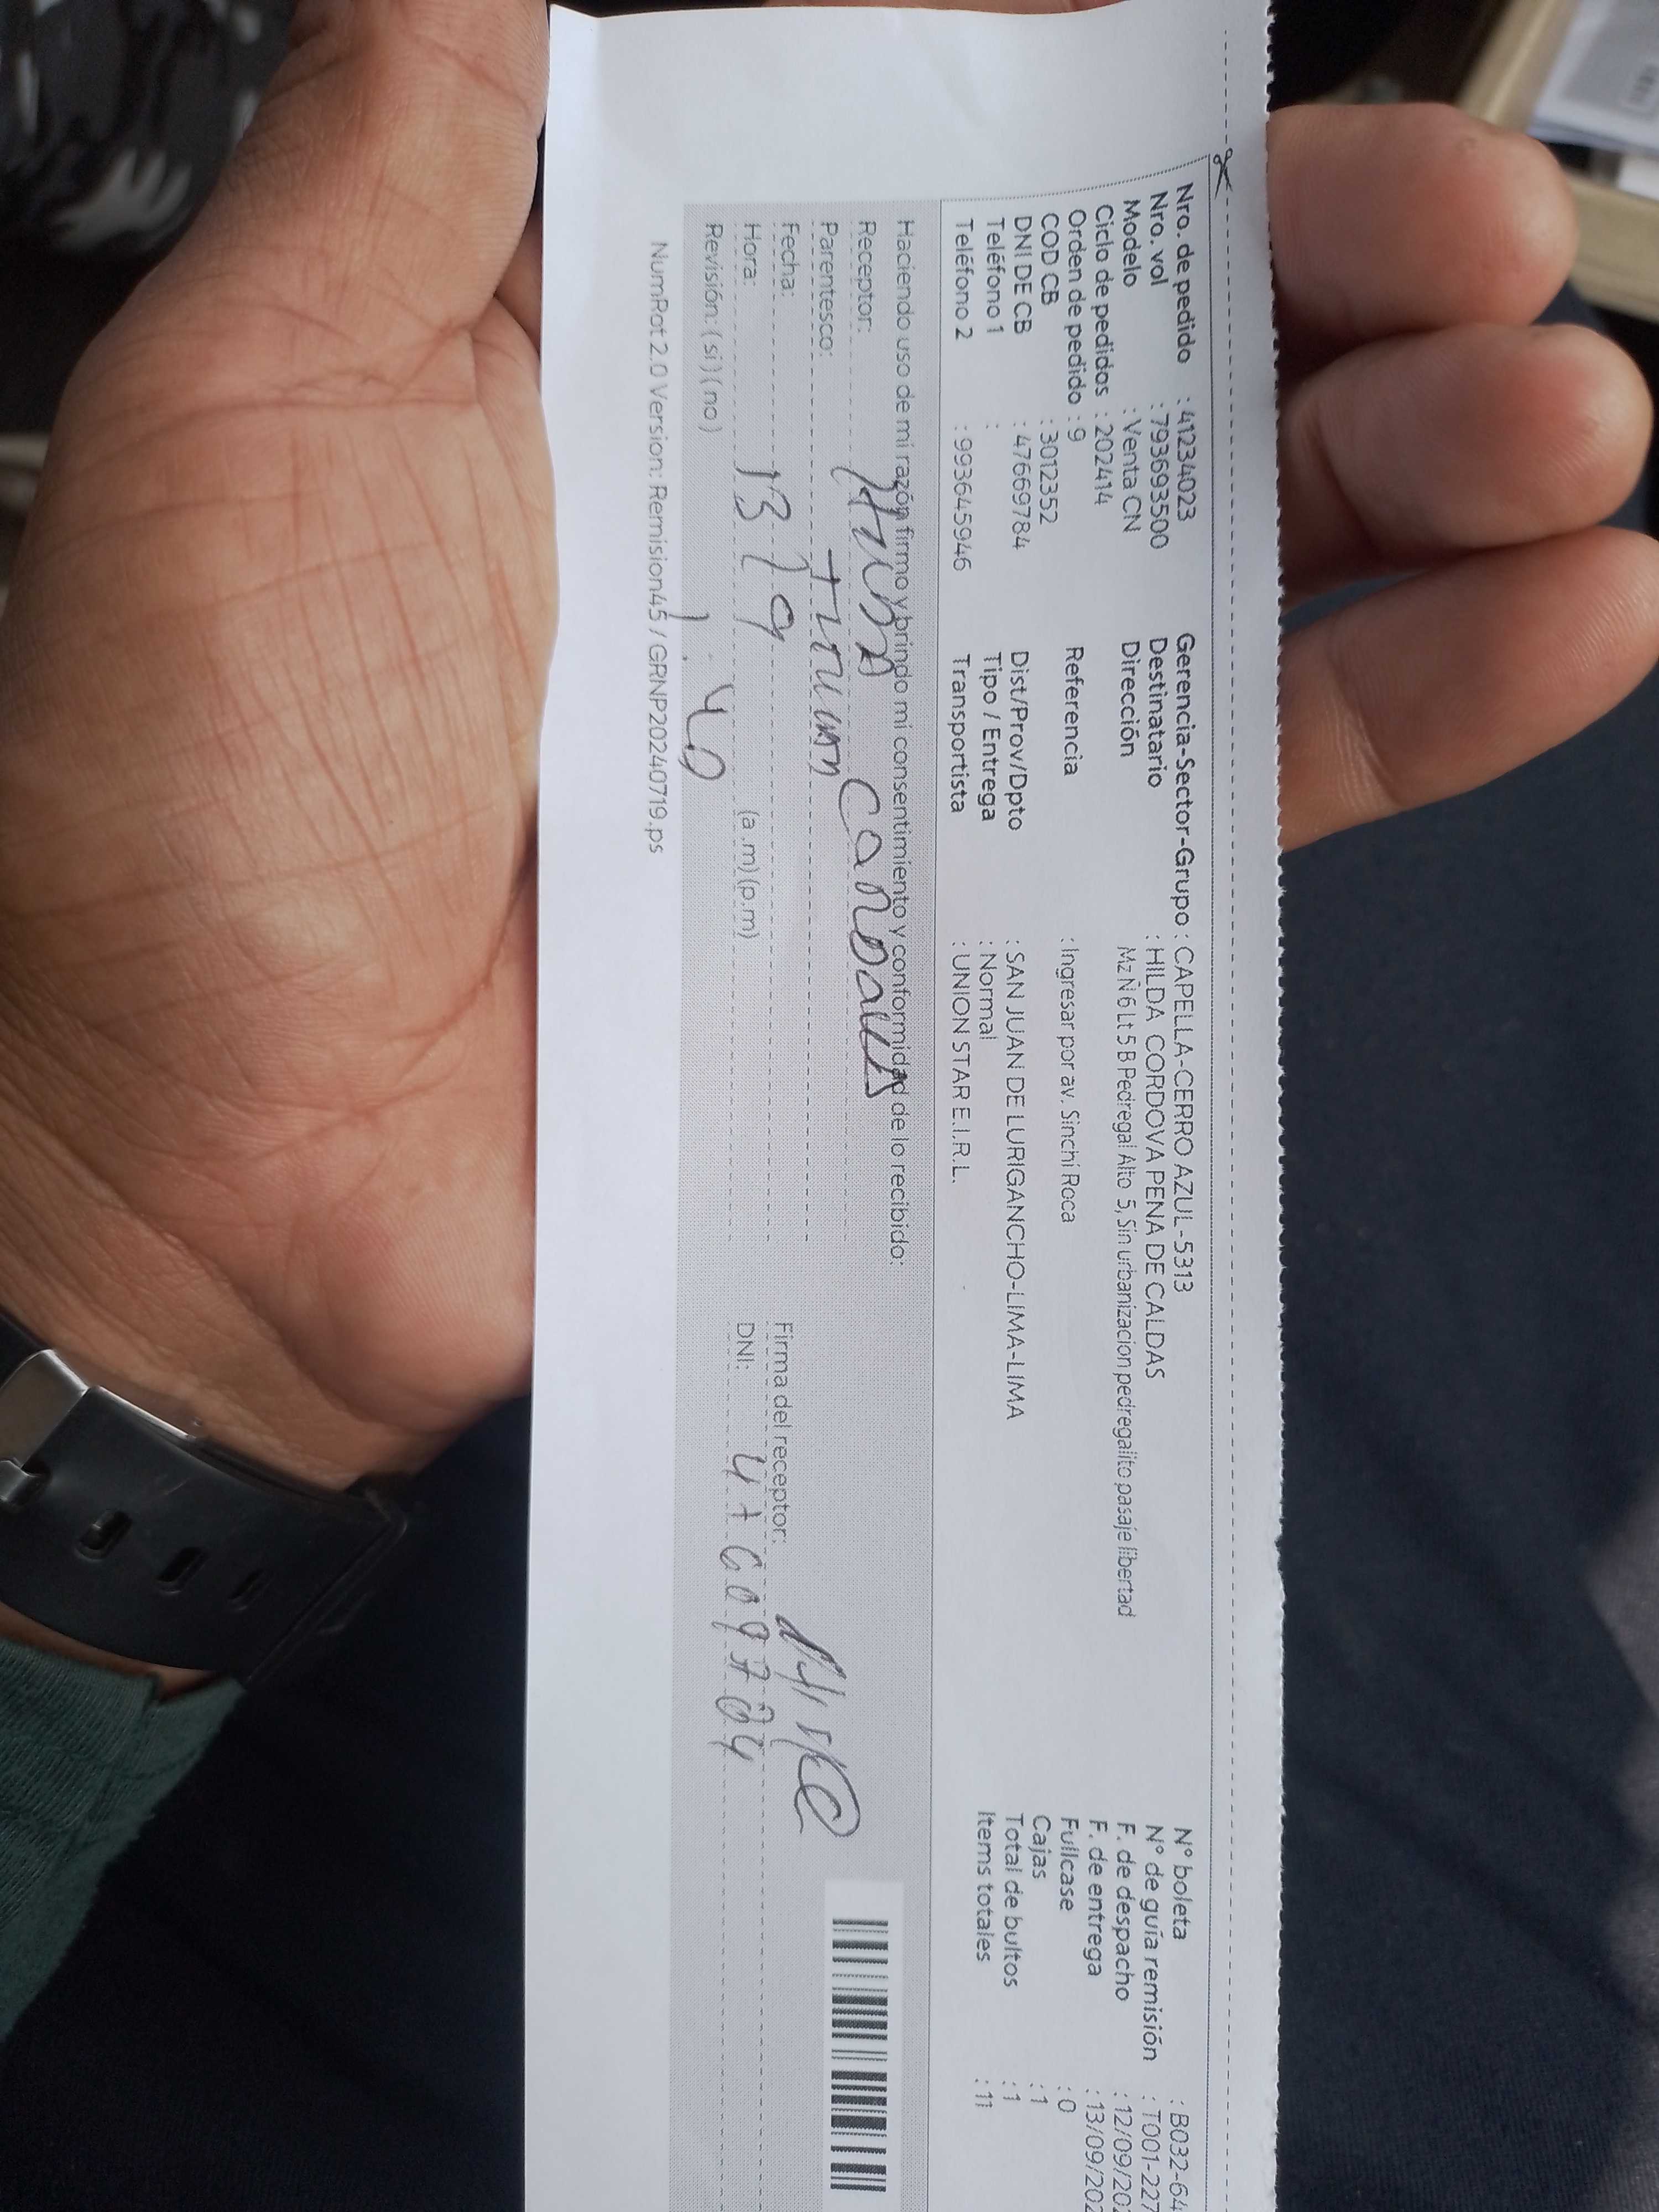 Nro. de pedido : 41234023 Gerencia-Sector-Grupo : CAPELLA-CERRO AZUL-5313 N° boleta : B032-64
Nro. vol : 793693500 Destinatario : HILDA CORDOVA PENA DE CALDAS N° de guía remisión : T001-227
Modelo : Venta CN Dirección Mz Ñ 6 Lt 5 B Pedregal Alto 5, Sin urbanizacion pedregalito pasaje libertad F. de despacho : 12/09/202
Ciclo de pedidos : 202414 F. de entrega : 13/09/202
Orden de pedido : 9 Referencia : Ingresar por av. Sinchi Roca Fullcase : 0
COD CB : 3012352 Cajas : 1
DNI DE CB : 47669784 Dist/Prov/Dpto : SAN JUAN DE LURIGANCHO-LIMA-LIMA Total de bultos : 1
Teléfono 1 : Tipo / Entrega : Normal Items totales : 11
Teléfono 2 : 993645946 Transportista : UNION STAR E.I.R.L.
Haciendo uso de mi razón firmo y brindo mi consentimiento y conformidad de lo recibido:
Receptor:
Parentesco:
Fecha: 13 / 9 Firma del receptor:
Hora: 1:40 (a.m) (p.m) DNI: 47669784
Revisión: ( si ) ( no )
NumRot 2.0 Version: Remision45 / GRNP20240719.ps